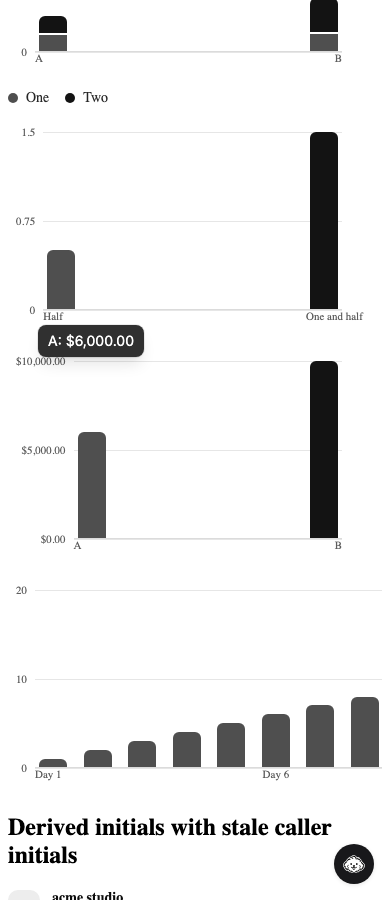 0
A B
One Two
1.5
0.75
0
Half One and half
A: $6,000.00
$10,000.00
$5,000.00
$0.00
A B
20
10
0
Day 1 Day 6
Derived initials with stale caller
initials
acme studio